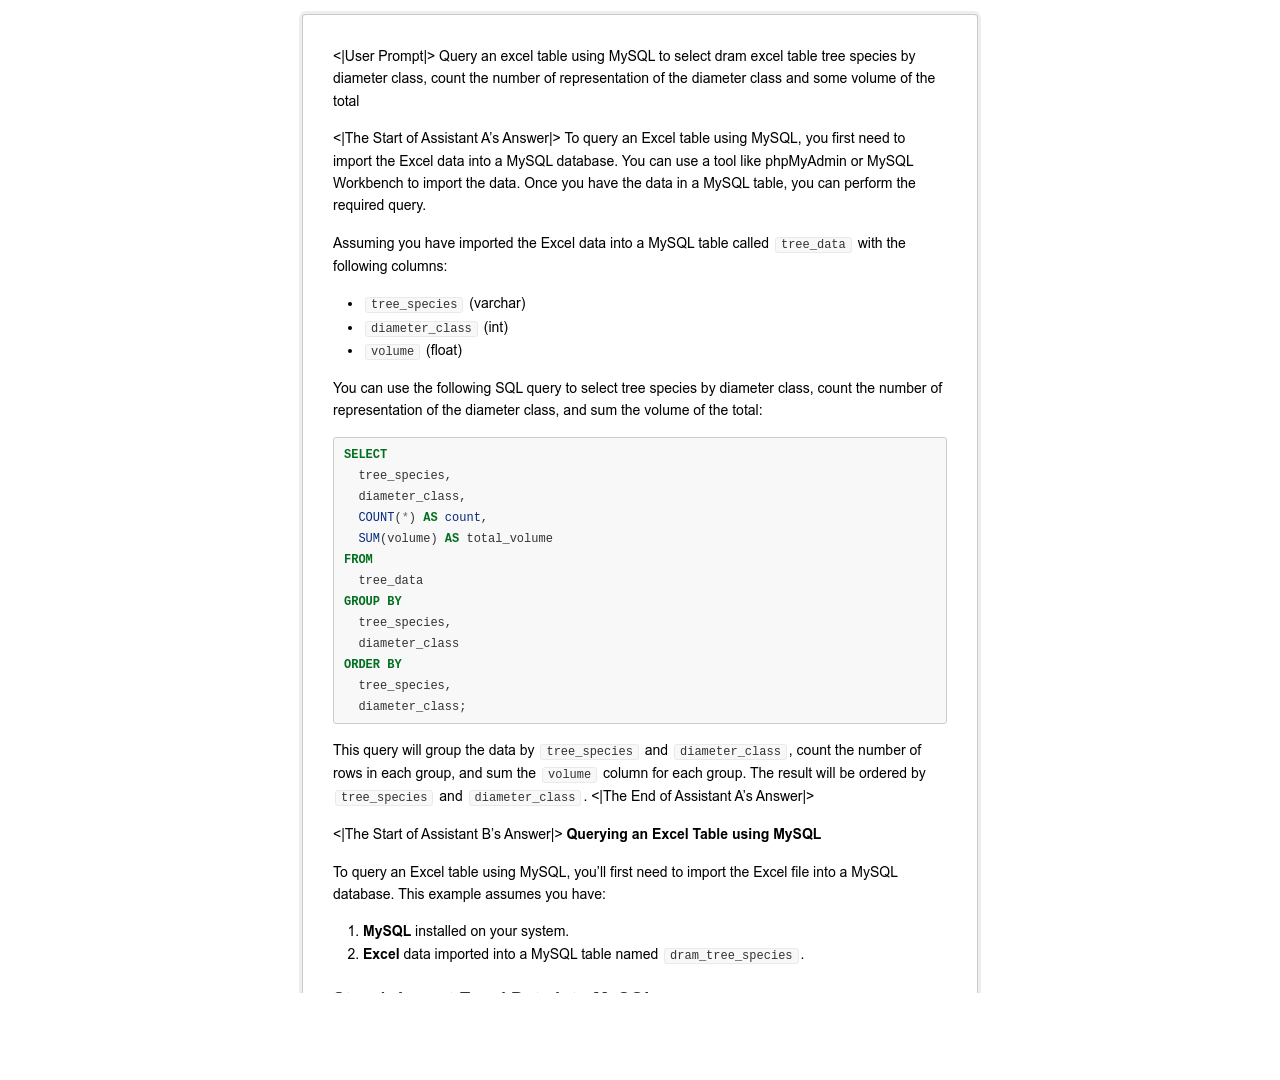 <|User Prompt|> Query an excel table using MySQL to select dram excel table tree species by
diameter class, count the number of representation of the diameter class and some volume of the
total
<|The Start of Assistant A’s Answer|> To query an Excel table using MySQL, you first need to
import the Excel data into a MySQL database. You can use a tool like phpMyAdmin or MySQL
Workbench to import the data. Once you have the data in a MySQL table, you can perform the
required query.
Assuming you have imported the Excel data into a MySQL table called tree_data with the
following columns:
• tree_species (varchar)
• diameter_class (int)
• volume (float)
You can use the following SQL query to select tree species by diameter class, count the number of
representation of the diameter class, and sum the volume of the total:
SELECT
tree_species,
diameter_class,
COUNT(*) AS count,
SUM(volume) AS total_volume
FROM
tree_data
GROUP BY
tree_species,
diameter_class
ORDER BY
tree_species,
diameter_class;
This query will group the data by tree_species and diameter_class, count the number of
rows in each group, and sum the volume column for each group. The result will be ordered by
tree_species and diameter_class. <|The End of Assistant A’s Answer|>
<|The Start of Assistant B’s Answer|> Querying an Excel Table using MySQL
To query an Excel table using MySQL, you’ll first need to import the Excel file into a MySQL
database. This example assumes you have:
1. MySQL installed on your system.
2. Excel data imported into a MySQL table named dram_tree_species.